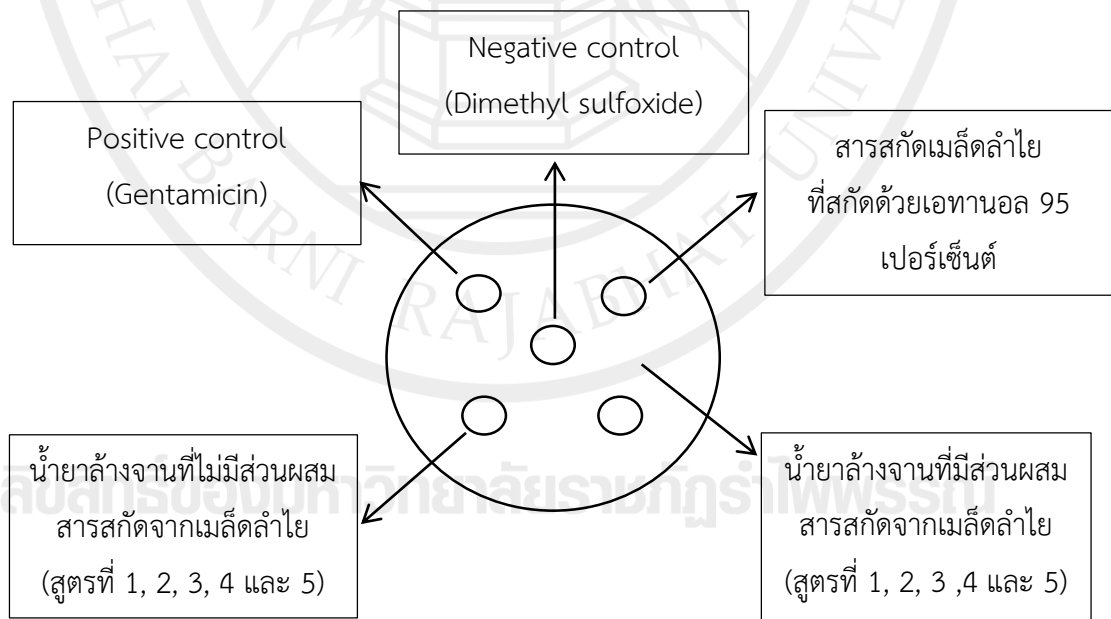 Negative control
(Dimethyl sulfoxide)
Positive control
(Gentamicin)
สารสกัดเมล็ดลำไย
ที่สกัดด้วยเอทานอล 95
เปอร์เซ็นต์
น้ำยาล้างจานที่ไม่มีส่วนผสม
สารสกัดจากเมล็ดลำไย
(สูตรที่ 1, 2, 3, 4 และ 5)
น้ำยาล้างจานที่มีส่วนผสม
สารสกัดจากเมล็ดลำไย
(สูตรที่ 1, 2, 3 ,4 และ 5)
BARNI RAJABHAT UNIVE